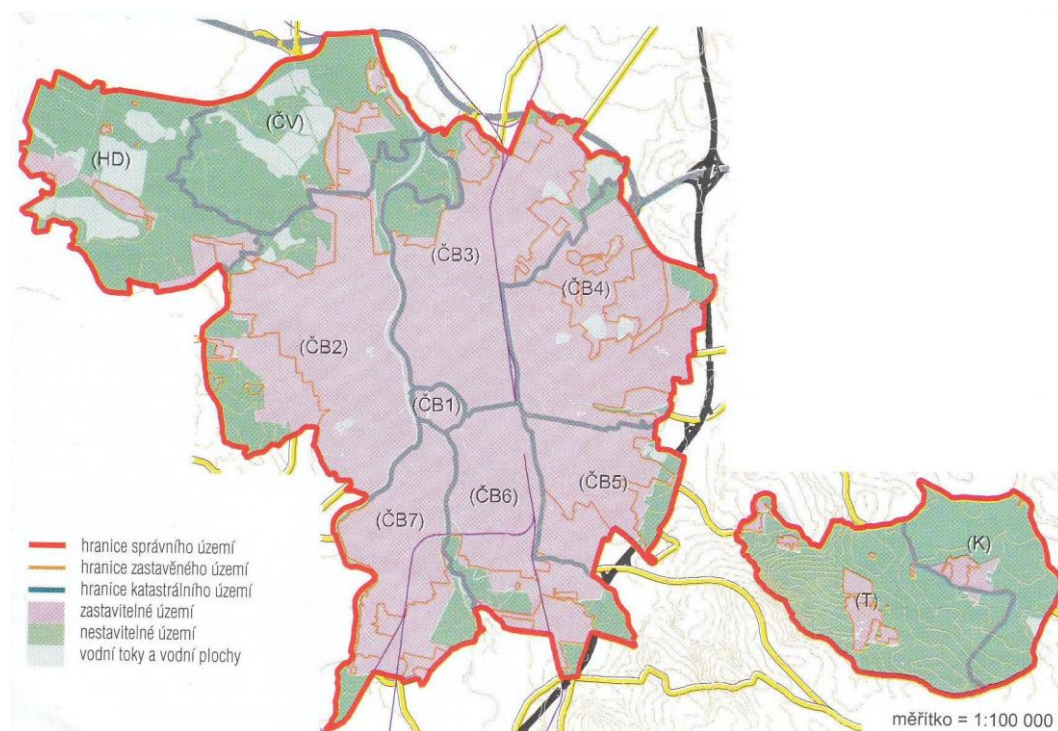 (ČV)
(HD)
(ČB3)
(ČB4)
(ČB2)
(ČB1)
(ČB5)
(ČB6)
(ČB7)
(K)
(T)
hranice správního území
hranice zastavěného území
hranice katastrálního území
zastavitelné území
nestavitelné území
vodní toky a vodní plochy
měřítko = 1:100 000